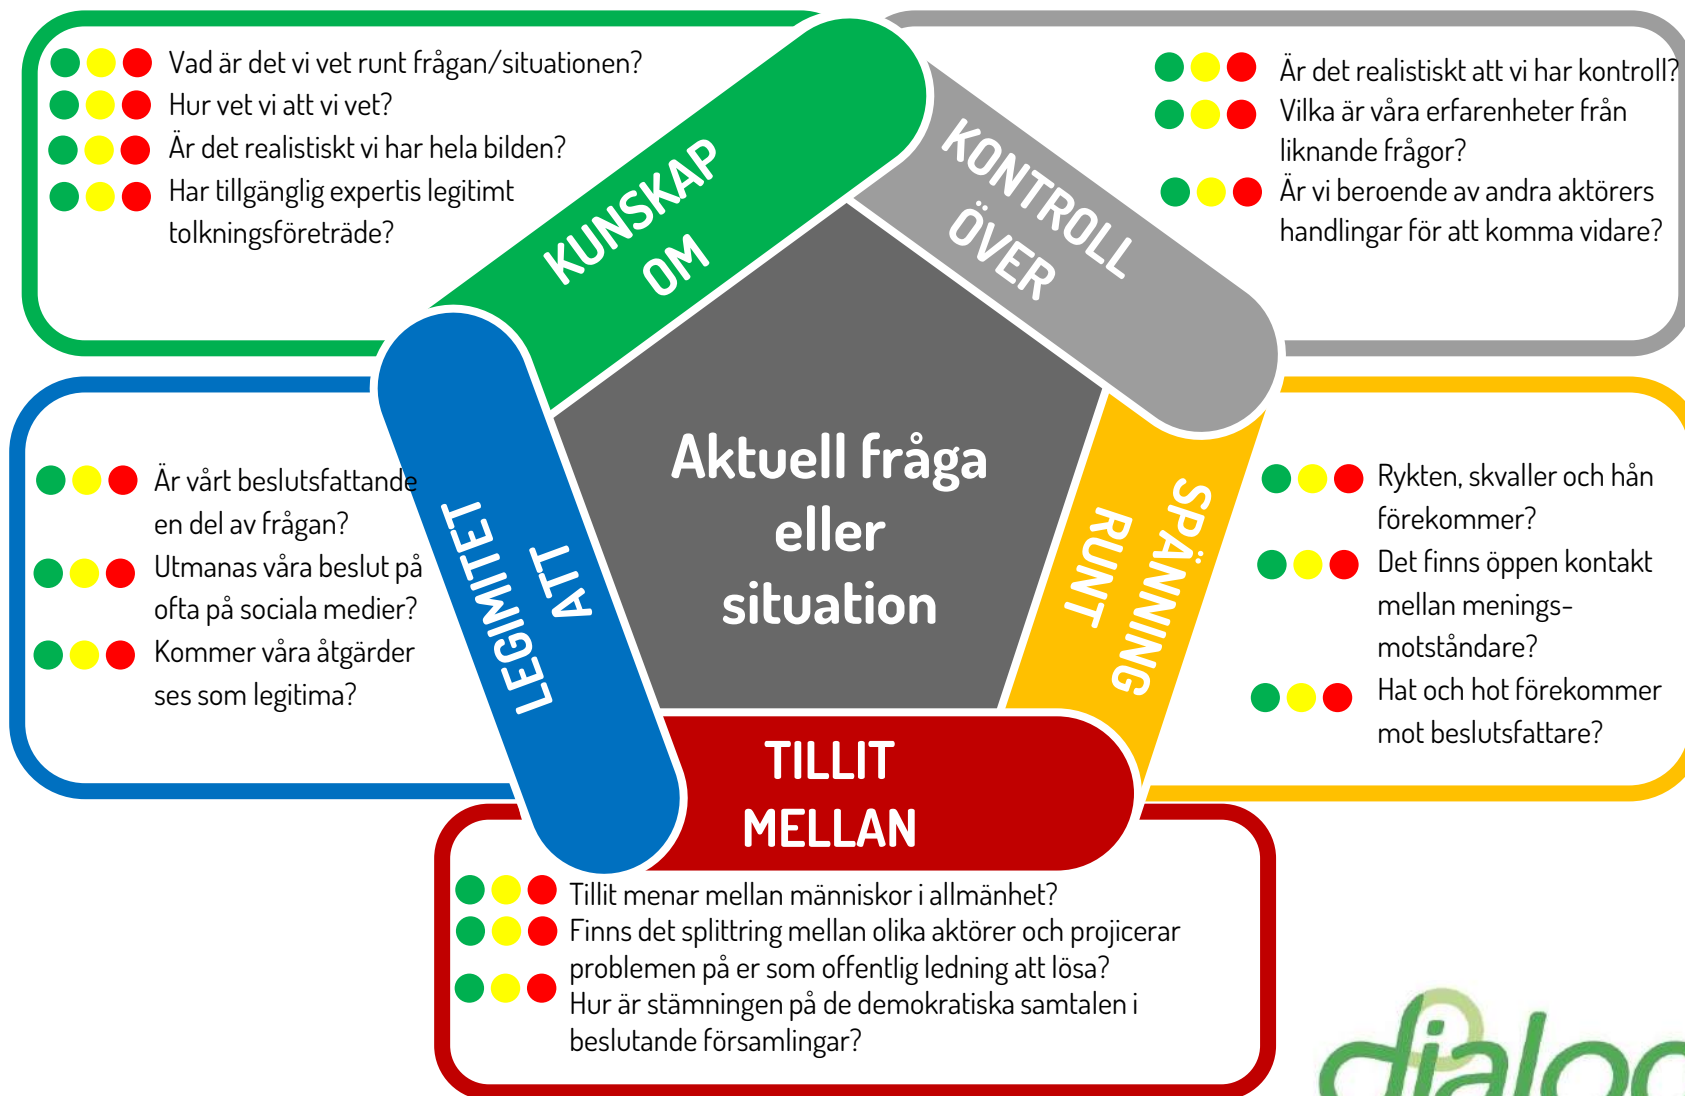 Vad är det vi vet runt frågan/situationen?
Hur vet vi att vi vet?
Är det realistiskt vi har hela bilden?
Har tillgänglig expertis legitimt
tolkningsföreträde?
KUNSKAP
OM
KONTROLL
ÖVER
Är det realistiskt att vi har kontroll?
Vilka är våra erfarenheter från
liknande frågor?
Är vi beroende av andra aktörers
handlingar för att komma vidare?
Är vårt beslutsfattande
en del av frågan?
Utmanas våra beslut på
ofta på sociala medier?
Kommer våra åtgärder
ses som legitima?
LEGIMITET
ATT
Aktuell fråga
eller
situation
SPÄNNING
RUNT
Rykten, skvaller och hån
förekommer?
Det finns öppen kontakt
mellan menings-
motståndare?
Hat och hot förekommer
mot beslutsfattare?
TILLIT
MELLAN
Tillit menar mellan människor i allmänhet?
Finns det splittring mellan olika aktörer och projicerar
problemen på er som offentlig ledning att lösa?
Hur är stämningen på de demokratiska samtalen i
beslutande församlingar?
dialog